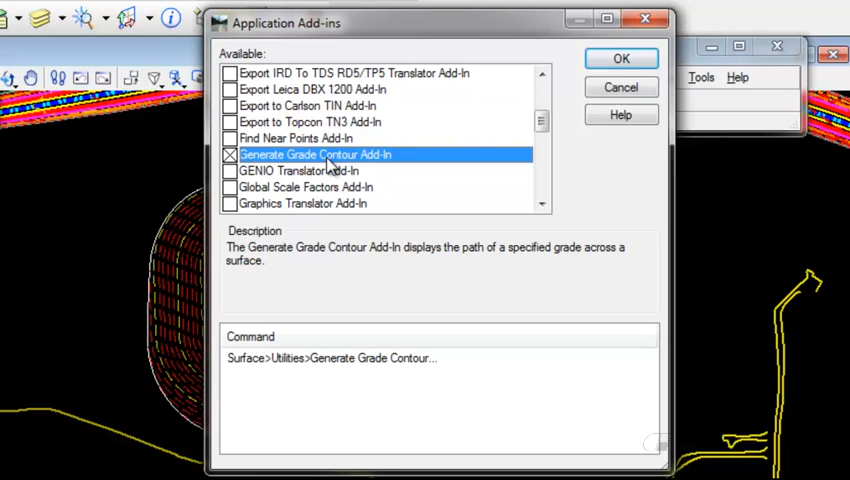 Application Add-ins
Available:
Export IRD To TDS RD5/TP5 Translator Add-In
Export Leica DBX 1200 Add-In
Export to Carlson TIN Add-In
Export to Topcon TN3 Add-In
Find Near Points Add-In
Generate Grade Contour Add-In
GENIO Translator Add-In
Global Scale Factors Add-In
Graphics Translator Add-In
OK
Cancel
Help
Tools Help
Description
The Generate Grade Contour Add-In displays the path of a specified grade across a
surface.
Command
Surface>Utilities>Generate Grade Contour...